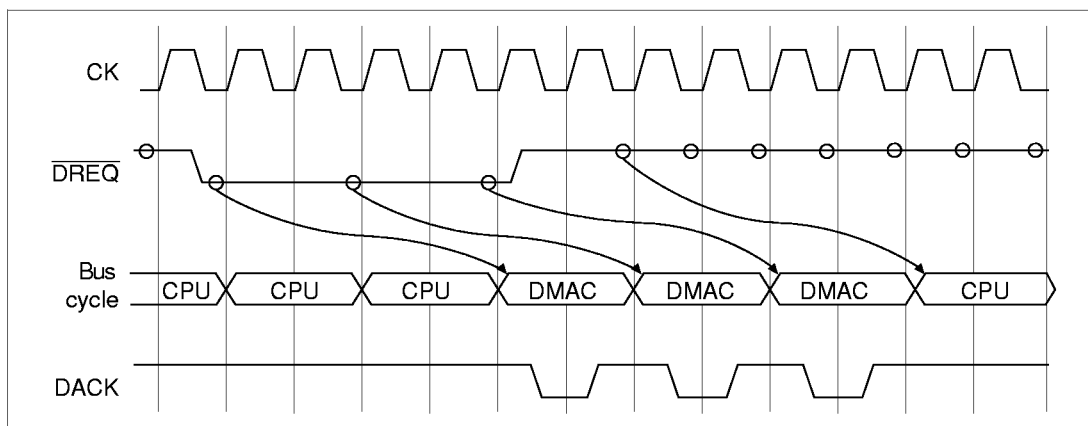 CK
DREQ
Bus
cycle
CPU CPU CPU DMAC DMAC DMAC CPU
DACK